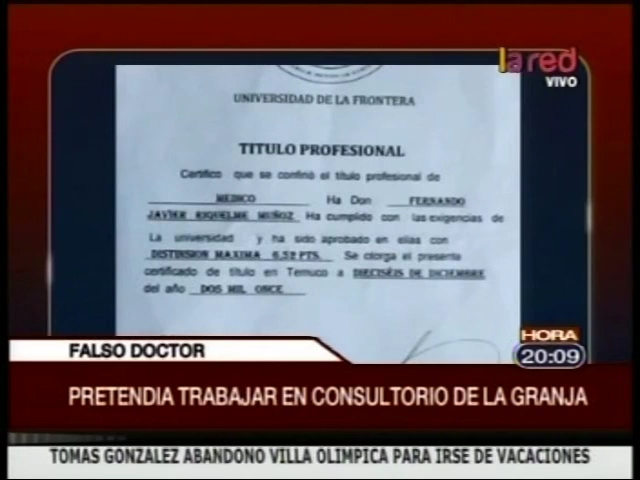 la red
VIVO
UNIVERSIDAD DE LA FRONTERA
TITULO PROFESIONAL
Certifico que se confinó el título profesional de
MEDICO Ha Don FERNANDO
JAVIER RIQUELME MUÑOZ Ha cumplido con las exigencias de
La universidad y ha sido aprobado en ellas con
DISTINSION MAXIMA 6,52 PTS. Se otorga el presente
certificado de título en Temuco a DIECISÉIS DE DICIEMBRE
del año DOS MIL ONCE
FALSO DOCTOR
HORA
20:09
PRETENDIA TRABAJAR EN CONSULTORIO DE LA GRANJA
TOMAS GONZALEZ ABANDONO VILLA OLIMPICA PARA IRSE DE VACACIONES